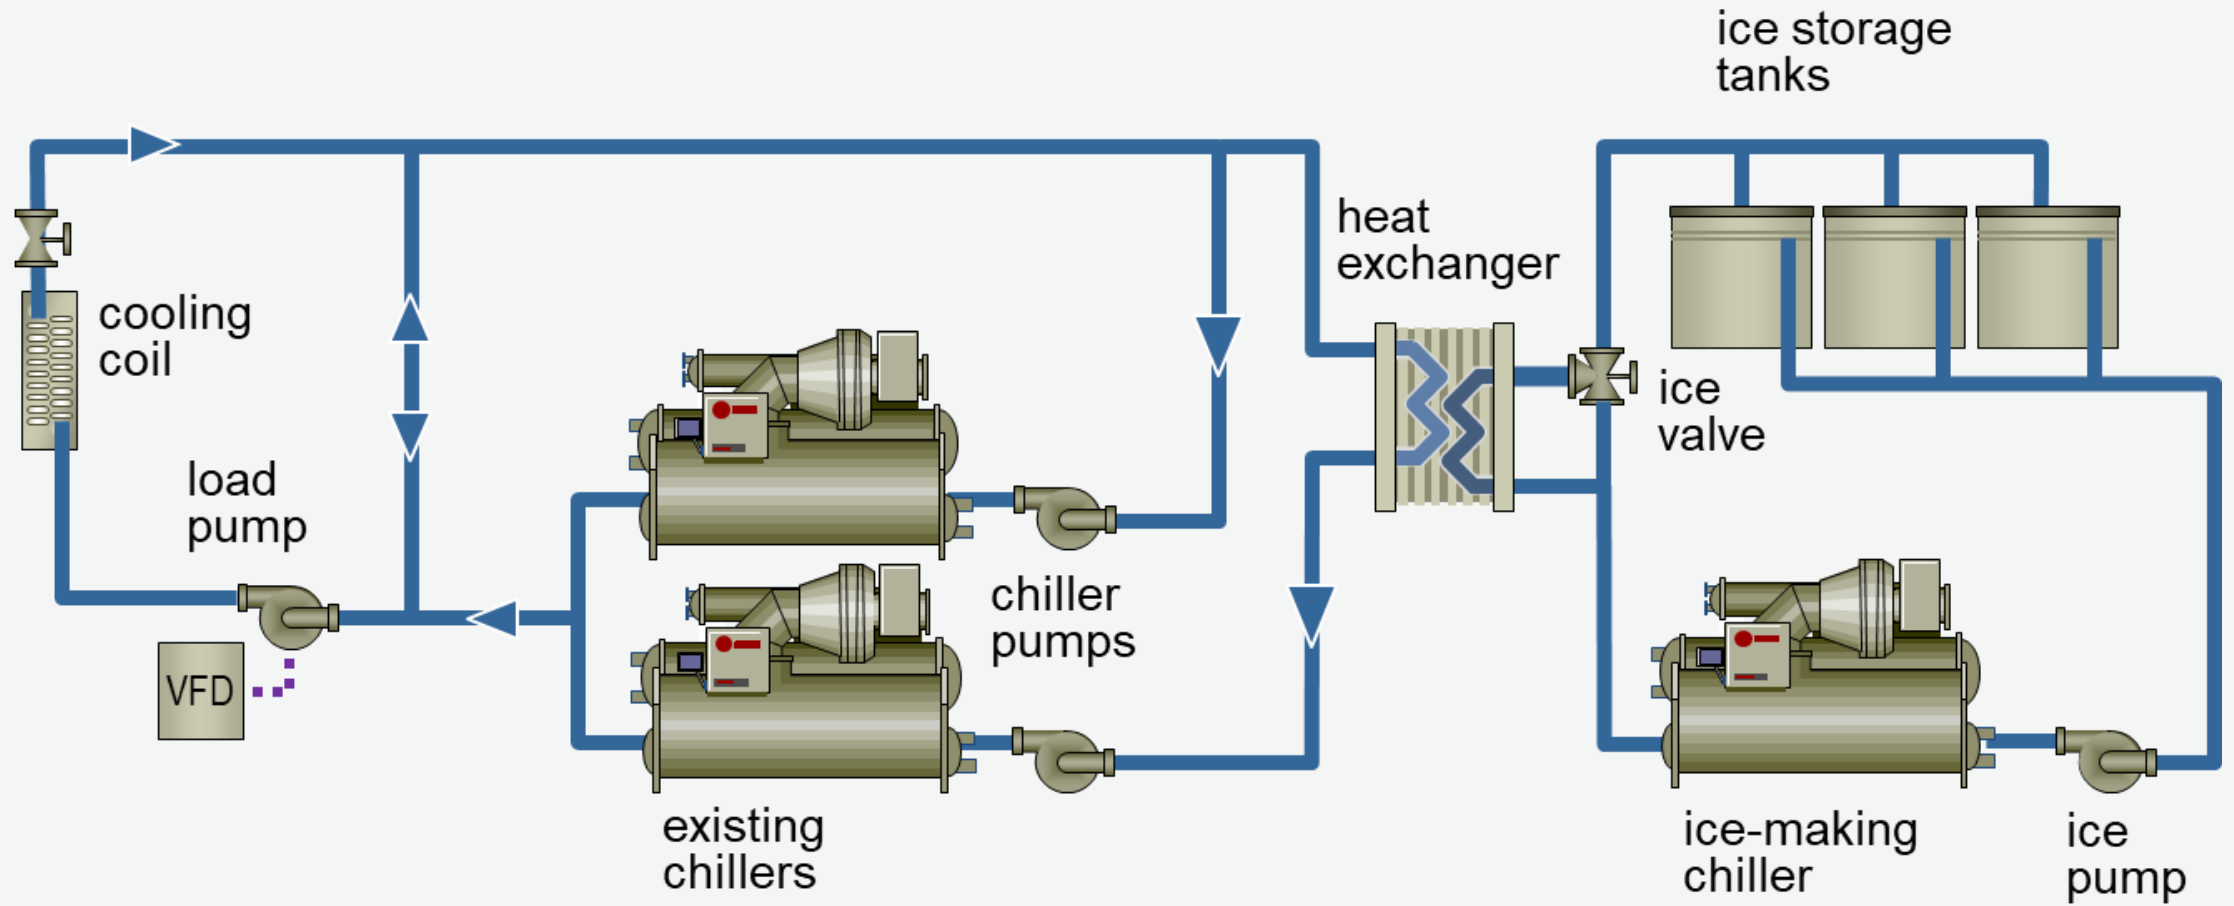 ice storage
tanks
heat
exchanger
cooling
coil
ice
valve
load
pump
chiller
pumps
VFD
existing
chillers
ice-making
chiller
ice
pump